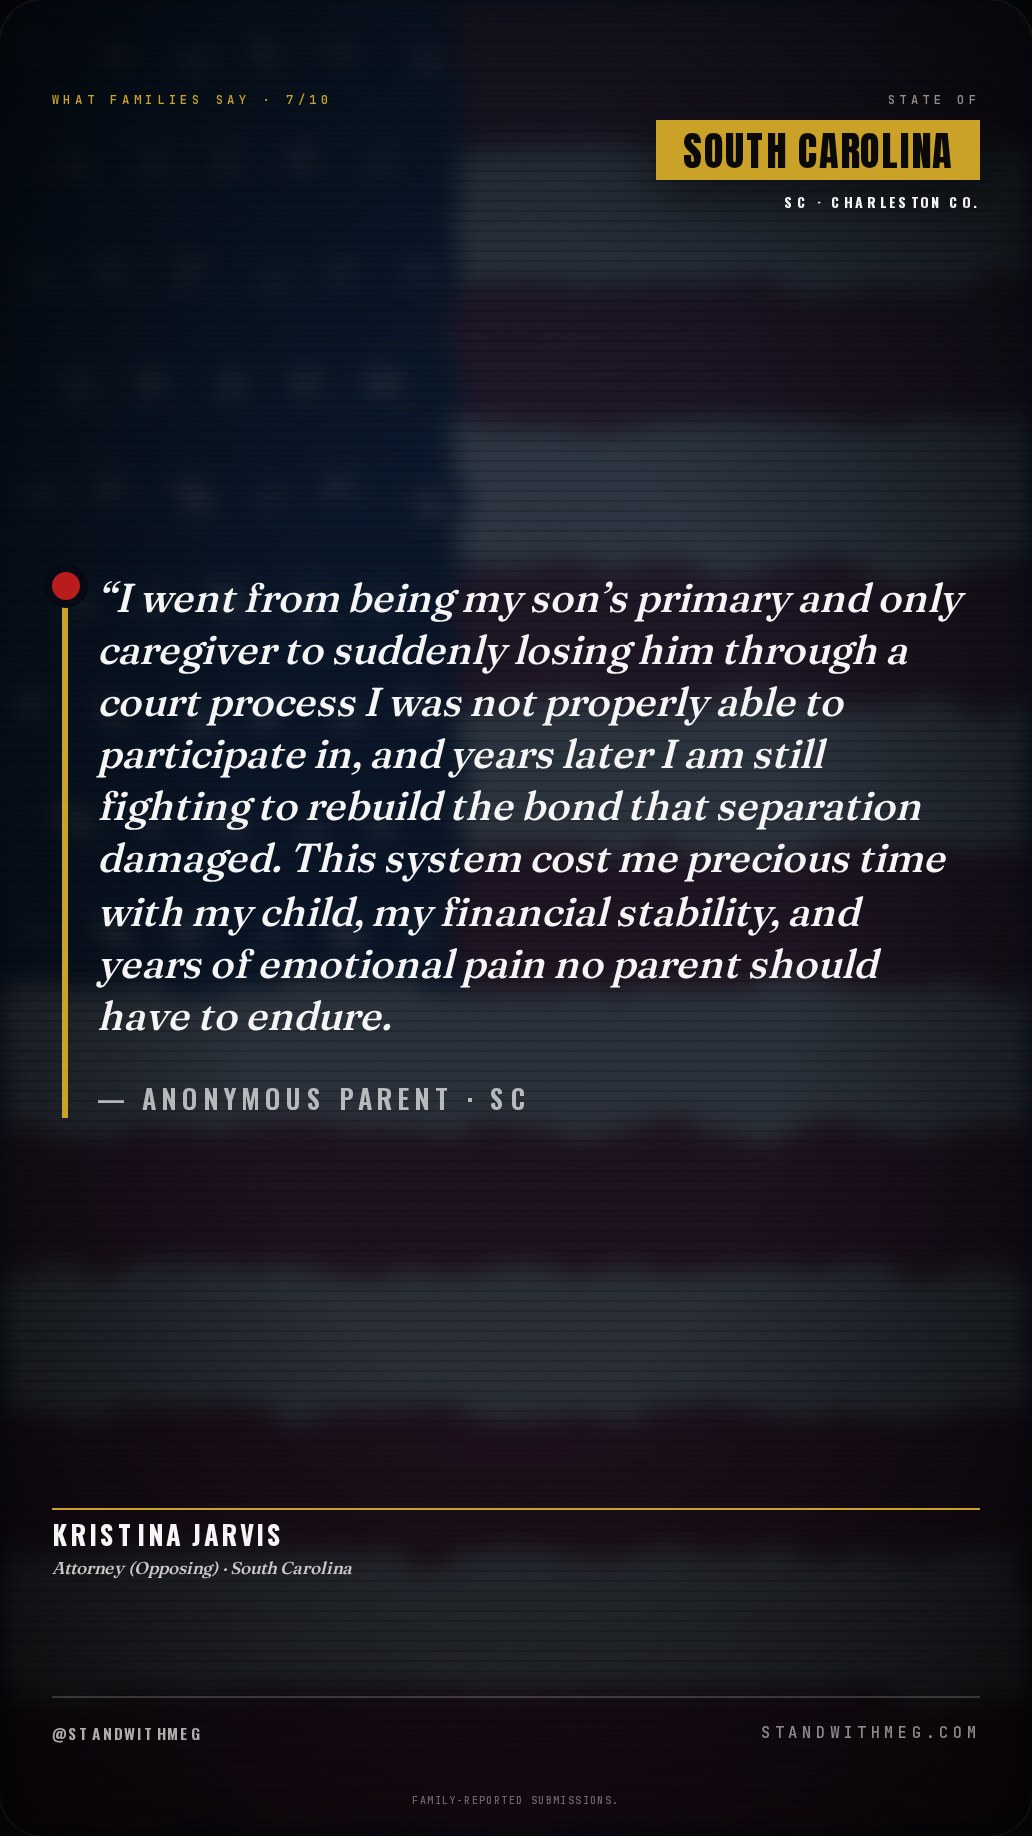 WHAT FAMILIES SAY · 7/10
STATE OF
SOUTH CAROLINA
SC · CHARLESTON CO.
“I went from being my son’s primary and only
caregiver to suddenly losing him through a
court process I was not properly able to
participate in, and years later I am still
fighting to rebuild the bond that separation
damaged. This system cost me precious time
with my child, my financial stability, and
years of emotional pain no parent should
have to endure.
— ANONYMOUS PARENT · SC
KRISTINA JARVIS
Attorney (Opposing) · South Carolina
@STANDWITHMEG
STANDWITHMEG.COM
FAMILY-REPORTED SUBMISSIONS.